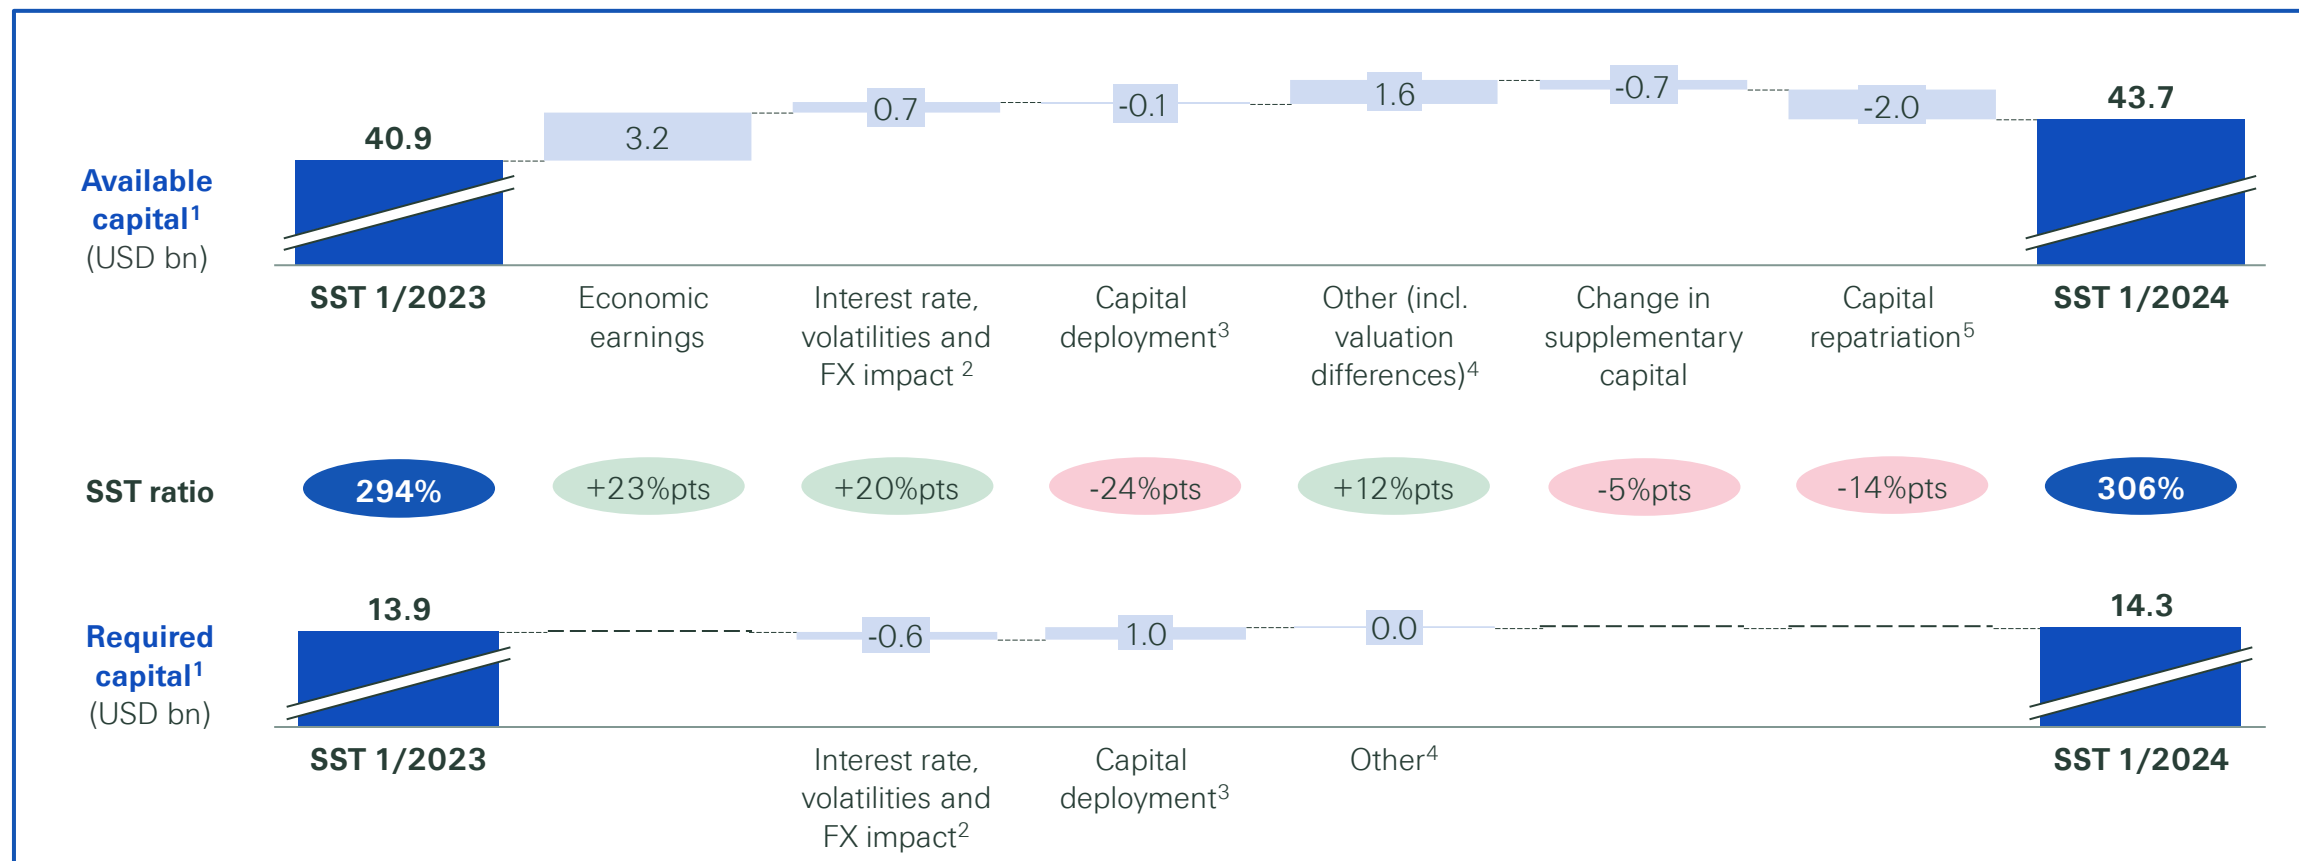 40.9
3.2
0.7
-0.1
1.6
-0.7
-2.0
43.7
Available
capital¹
(USD bn)
SST 1/2023
Economic
earnings
Interest rate,
volatilities and
FX impact ²
Capital
deployment³
Other (incl.
valuation
differences)⁴
Change in
supplementary
capital
Capital
repatriation⁵
SST 1/2024
SST ratio
294%
+23%pts
+20%pts
-24%pts
+12%pts
-5%pts
-14%pts
306%
13.9
-0.6
1.0
0.0
14.3
Required
capital¹
(USD bn)
SST 1/2023
Interest rate,
volatilities and
FX impact²
Capital
deployment³
Other⁴
SST 1/2024